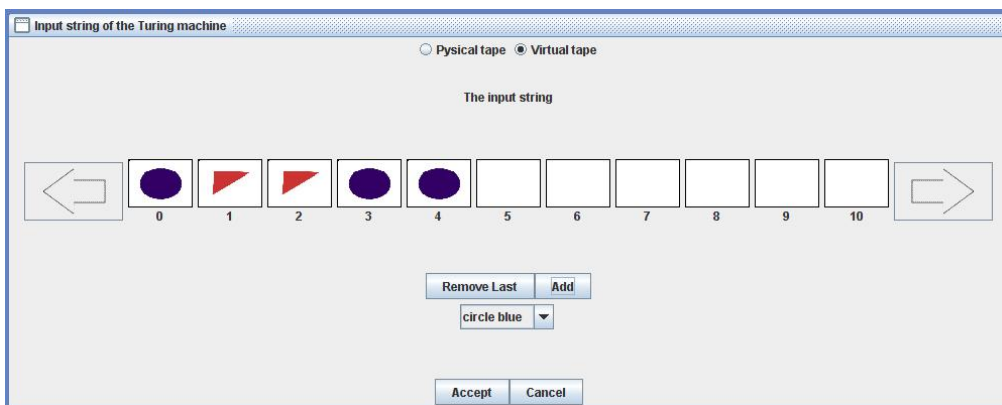 Input string of the Turing machine
Pysical tape Virtual tape
The input string
0 1 2 3 4 5 6 7 8 9 10
Remove Last Add
circle blue
Accept Cancel